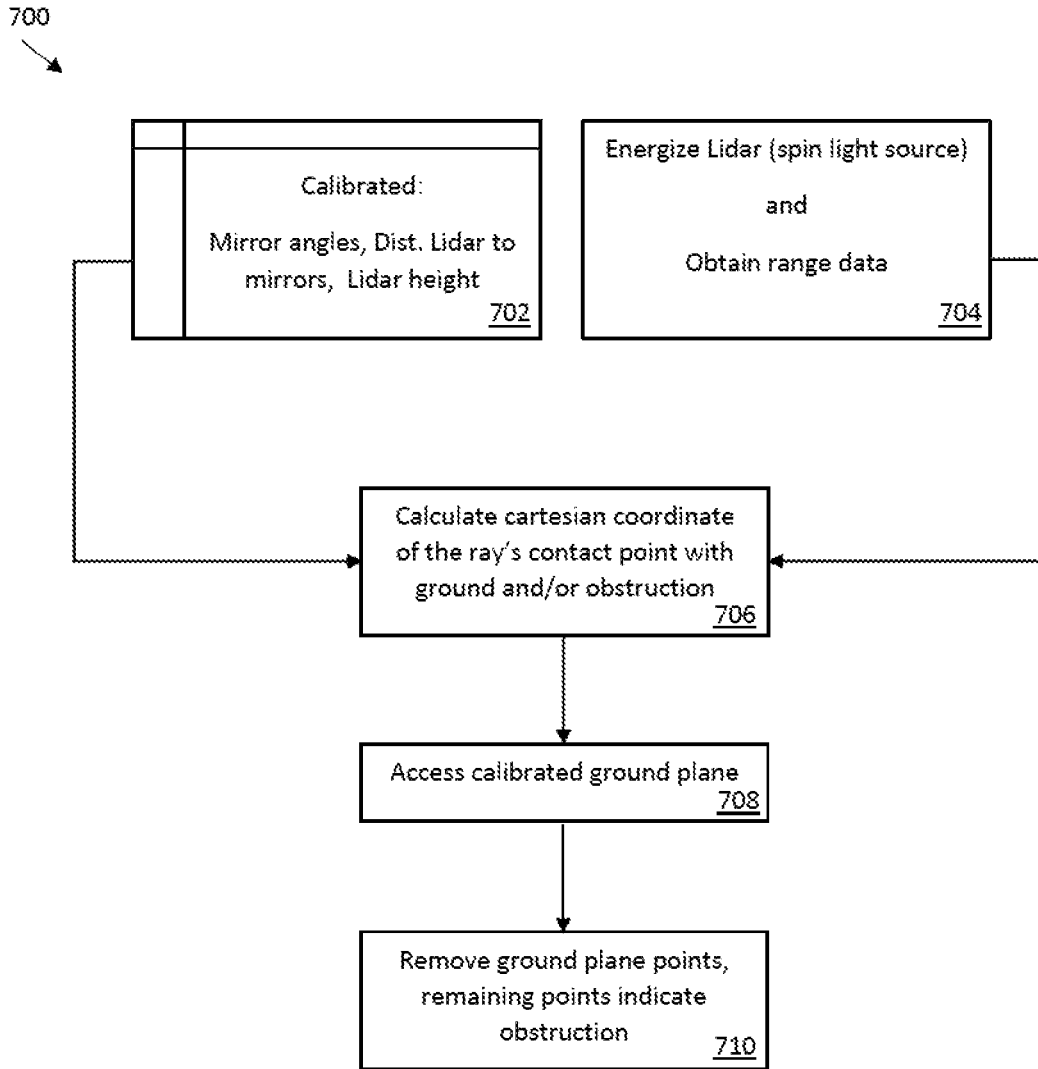 700
Calibrated:
Mirror angles, Dist. Lidar to
mirrors, Lidar height
702
Energize Lidar (spin light source)
and
Obtain range data
704
Calculate cartesian coordinate
of the ray's contact point with
ground and/or obstruction
706
Access calibrated ground plane
708
Remove ground plane points,
remaining points indicate
obstruction
710